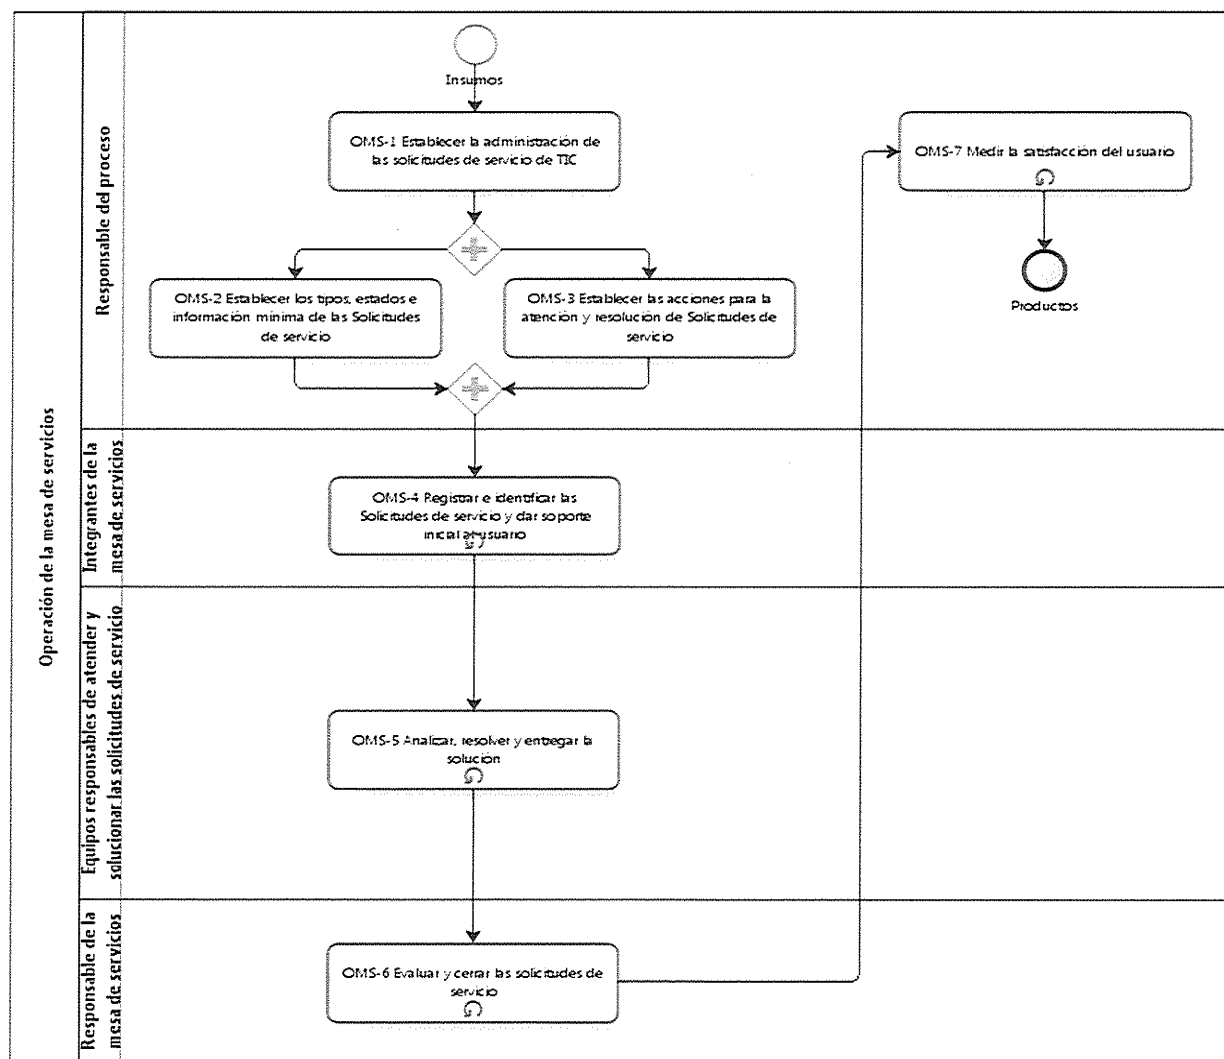 Operación de la mesa de servicios
Responsable del proceso
Insumos
OMS-1 Establecer la administración de
las solicitudes de servicio de TIC
OMS-2 Establecer los tipos, estados e
información mínima de las Solicitudes
de servicio
OMS-3 Establecer las acciones para la
atención y resolución de Solicitudes de
servicio
OMS-7 Medir la satisfacción del usuario
Productos
Integrantes de la
mesa de servicios
OMS-4 Registrar e identificar las
Solicitudes de servicio y dar soporte
inicial al usuario
Equipos responsables de atender y
solucionar las solicitudes de servicio
OMS-5 Analizar, resolver y entregar la
solución
Responsable de la
mesa de servicios
OMS-6 Evaluar y cerrar las solicitudes de
servicio